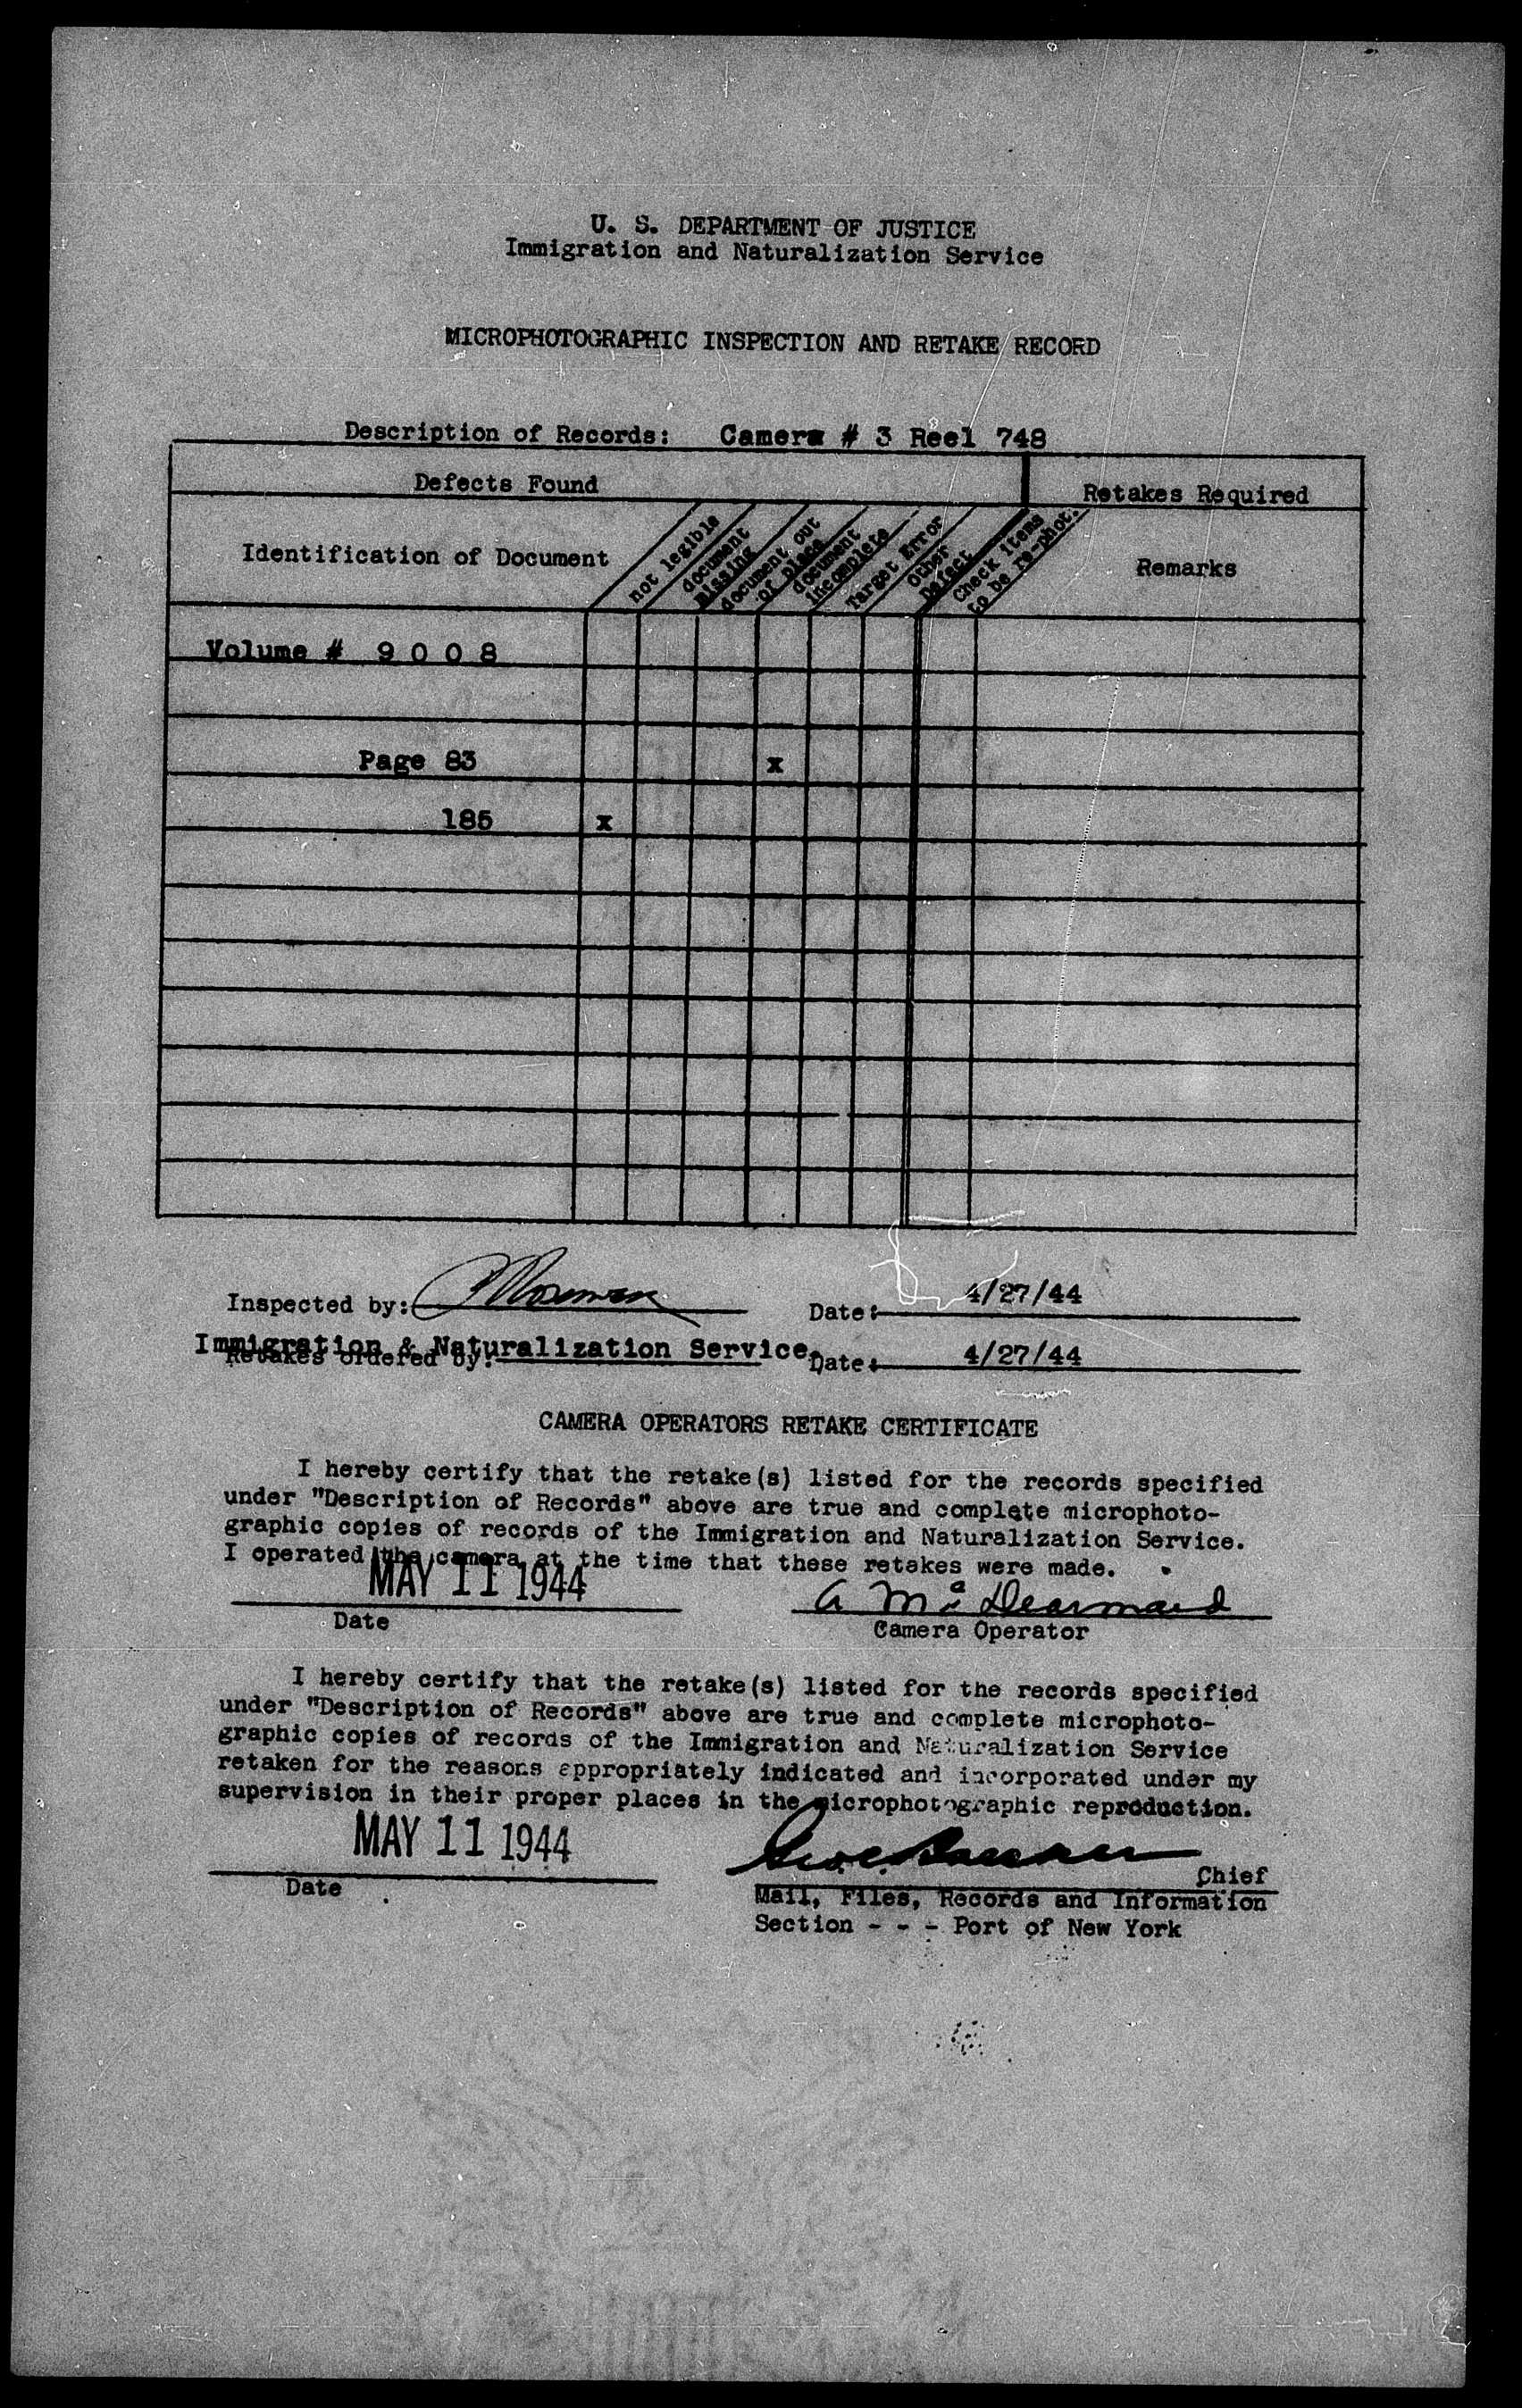 U. S. DEPARTMENT OF JUSTICE
Immigration and Naturalization Service
MICROPHOTOGRAPHIC INSPECTION AND RETAKE RECORD
Description of Records: Camera # 3 Reel 748
Defects Found
Retakes Required
Identification of Document
not legible
document missing
document out of place
document incomplete
Target Error
Other Defect
Check items to be re-phot.
Remarks
Volume # 9 0 0 8
Page 83 x
185 x
Inspected by:
Date: 4/27/44
Immigration & Naturalization Service.
Retakes ordered by:
Date: 4/27/44
CAMERA OPERATORS RETAKE CERTIFICATE
I hereby certify that the retake(s) listed for the records specified
under "Description of Records" above are true and complete microphoto-
graphic copies of records of the Immigration and Naturalization Service.
I operated the camera at the time that these retakes were made.
MAY 11 1944
Date
Camera Operator
I hereby certify that the retake(s) listed for the records specified
under "Description of Records" above are true and complete microphoto-
graphic copies of records of the Immigration and Naturalization Service
retaken for the reasons appropriately indicated and incorporated under my
supervision in their proper places in the microphotographic reproduction.
MAY 11 1944
Date
Chief
Mail, Files, Records and Information
Section - - - Port of New York